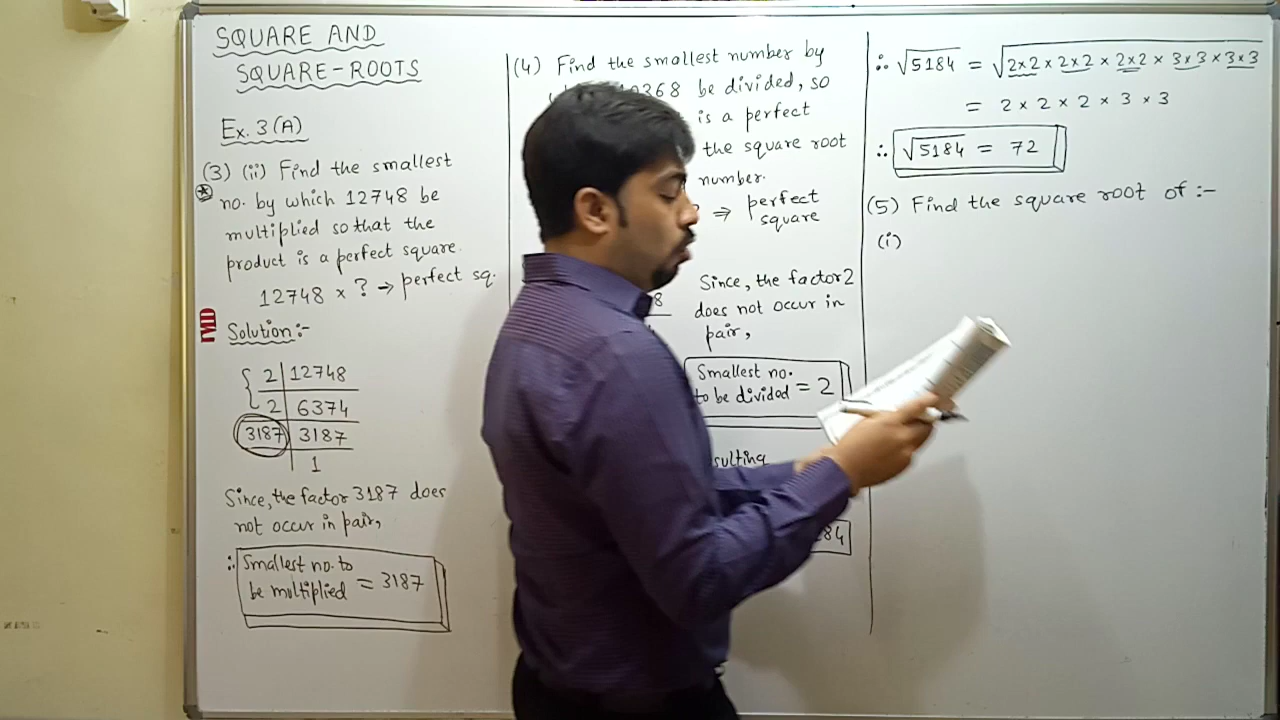 SQUARE AND
SQUARE-ROOTS
Ex. 3(A)
(3) (ii) Find the smallest
no. by which 12748 be
multiplied so that the
product is a perfect square.
12748 × ? → perfect sq.
Solution:-
2 | 12748
2 | 6374
3187 | 3187
1
Since, the factor 3187 does
not occur in pair,
∴ Smallest no. to
be multiplied = 3187
(4) Find the smallest number by
0368 be divided, so
is a perfect
the square root
number.
⇒ perfect
square
8
Since, the factor 2
does not occur in
pair,
Smallest no.
to be divided = 2
sulting
84
∴ √5184 = √2×2 × 2×2 × 2×2 × 3×3 × 3×3
= 2 × 2 × 2 × 3 × 3
∴ √5184 = 72
(5) Find the square root of :-
(i)